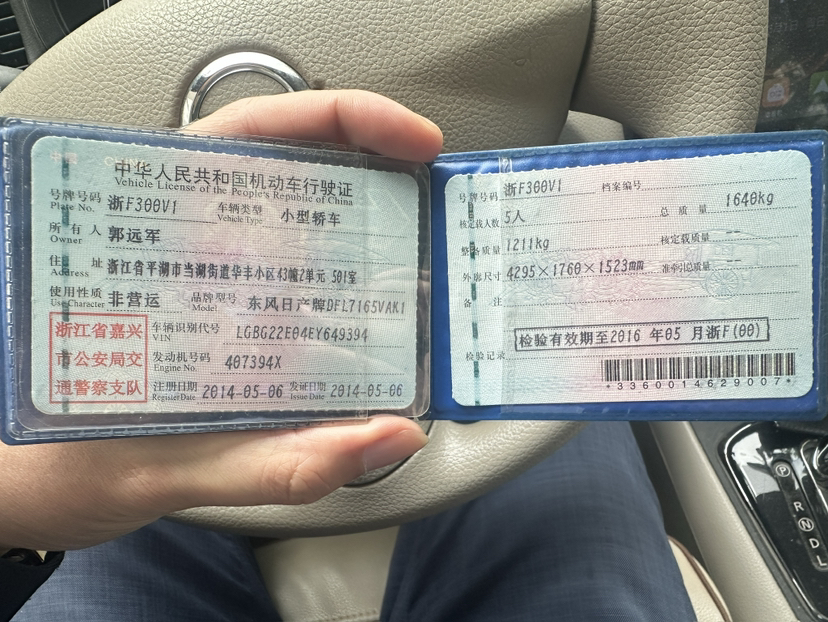 中华人民共和国机动车行驶证
Vehicle License of the People's Republic of China
号牌号码 浙F300V1 车辆类型 小型轿车
Plate No. Vehicle Type
所有人 郭远军
Owner
住址 浙江省平湖市当湖街道华丰小区43幢2单元 501室
Address
使用性质 非营运 品牌型号 东风日产牌DFL7165VAK1
Use Character Model
浙江省嘉兴
市公安局交
通警察支队
车辆识别代号 LGBG22E04EY649394
VIN
发动机号码 407394X
Engine No.
注册日期 2014-05-06 发证日期 2014-05-06
Register Date Issue Date
号牌号码 浙F300V1 档案编号
核定载人数 5人 总质量 1640kg
整备质量 1211kg 核定载质量 --
外廓尺寸 4295×1760×1523mm 准牵引总质量 --
备注
检验有效期至2016 年05 月浙F(00)
检验记录
*3360014629007*
P
R
N
D
L